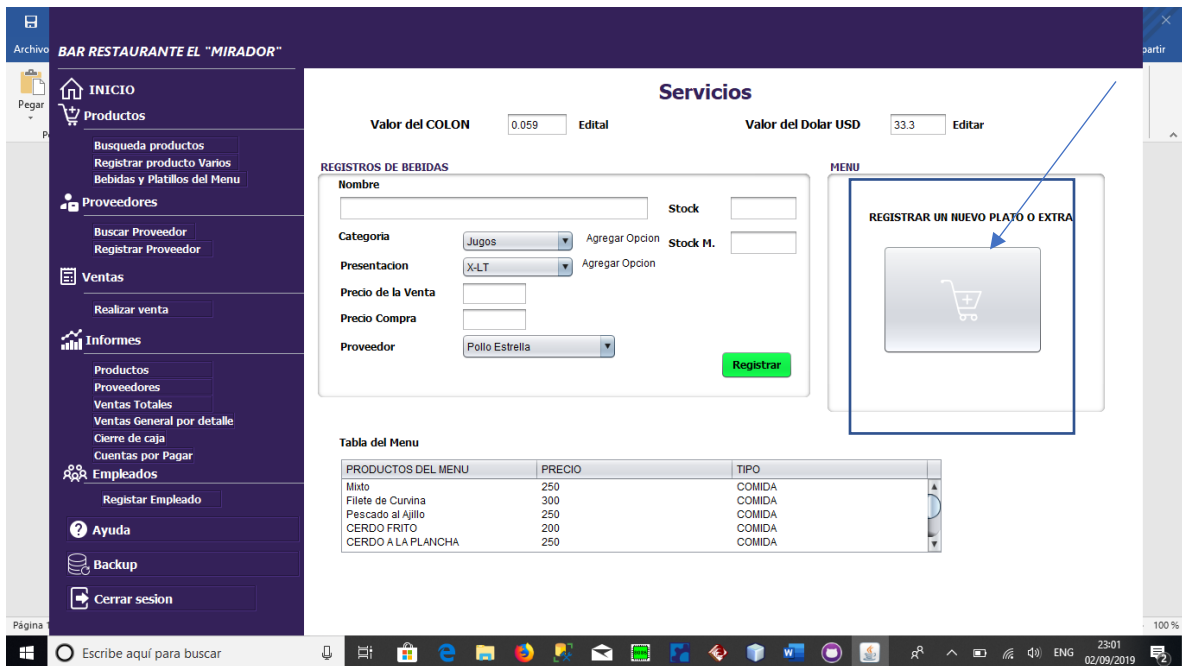 Archivo
BAR RESTAURANTE EL "MIRADOR"
partir
Pegar
INICIO
Productos
Busqueda productos
Registrar producto Varios
Bebidas y Platillos del Menu
Proveedores
Buscar Proveedor
Registrar Proveedor
Ventas
Realizar venta
Informes
Productos
Proveedores
Ventas Totales
Ventas General por detalle
Cierre de caja
Cuentas por Pagar
Empleados
Registar Empleado
Ayuda
Backup
Cerrar sesion
Servicios
Valor del COLON 0.059 Edital Valor del Dolar USD 33.3 Editar
REGISTROS DE BEBIDAS
Nombre
Stock
Categoria Jugos Agregar Opcion Stock M.
Presentacion X-LT Agregar Opcion
Precio de la Venta
Precio Compra
Proveedor Pollo Estrella
Registrar
MENU
REGISTRAR UN NUEVO PLATO O EXTRA
Tabla del Menu
PRODUCTOS DEL MENU PRECIO TIPO
Mixto 250 COMIDA
Filete de Curvina 300 COMIDA
Pescado al Ajillo 250 COMIDA
CERDO FRITO 200 COMIDA
CERDO A LA PLANCHA 250 COMIDA
Página 1
100 %
Escribe aquí para buscar
ENG
23:01
02/09/2019
2